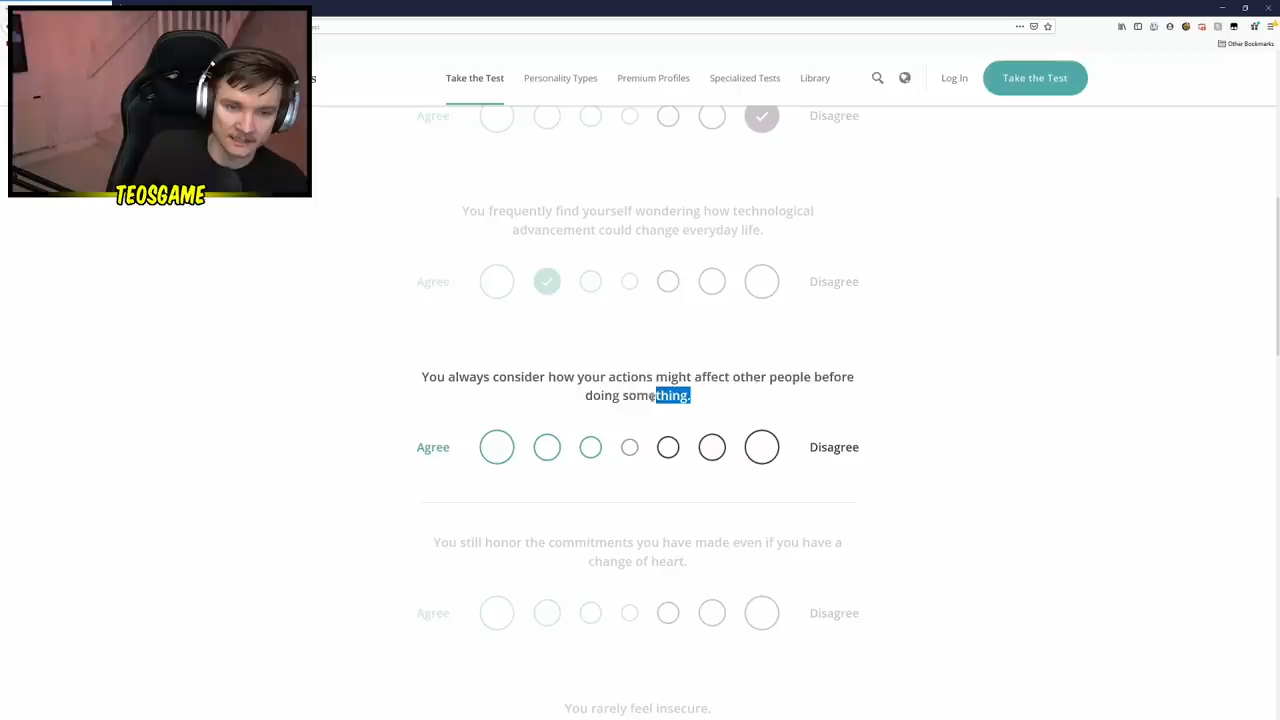 Other Bookmarks
Take the Test
Personality Types
Premium Profiles
Specialized Tests
Library
Log In
Take the Test
Agree
Disagree
TEOSGAME
You frequently find yourself wondering how technological
advancement could change everyday life.
Agree
Disagree
You always consider how your actions might affect other people before
doing something.
Agree
Disagree
You still honor the commitments you have made even if you have a
change of heart.
Agree
Disagree
You rarely feel insecure.